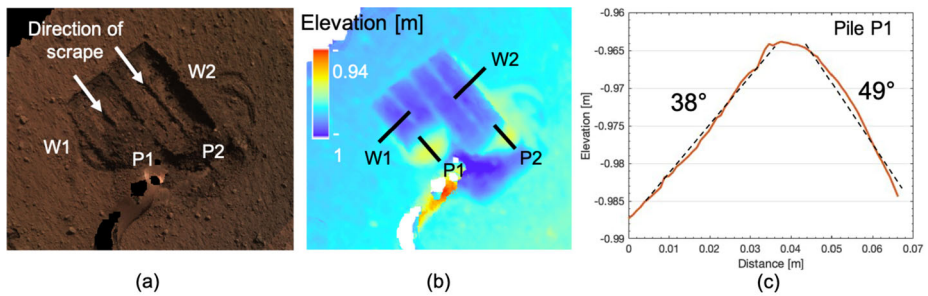 Direction of
scrape
W2
W1
P1
P2
(a)
Elevation [m]
0.94
1
W2
W1
P1
P2
(b)
Pile P1
38°
49°
Elevation [m]
-0.96
-0.965
-0.97
-0.975
-0.98
-0.985
-0.99
0
0.01
0.02
0.03
0.04
0.05
0.06
0.07
Distance [m]
(c)